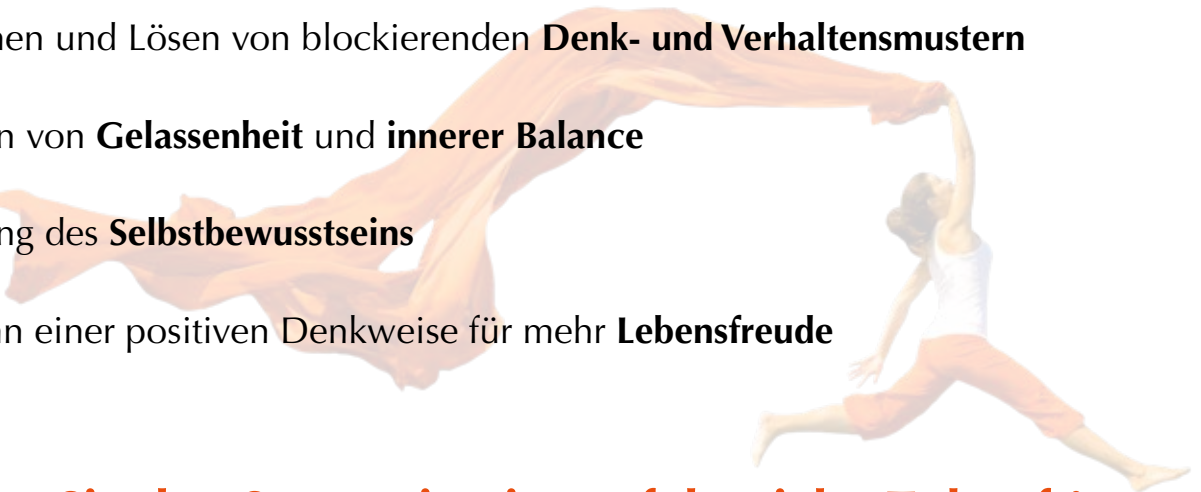 nen und Lösen von blockierenden Denk- und Verhaltensmustern
n von Gelassenheit und innerer Balance
ng des Selbstbewusstseins
n einer positiven Denkweise für mehr Lebensfreude